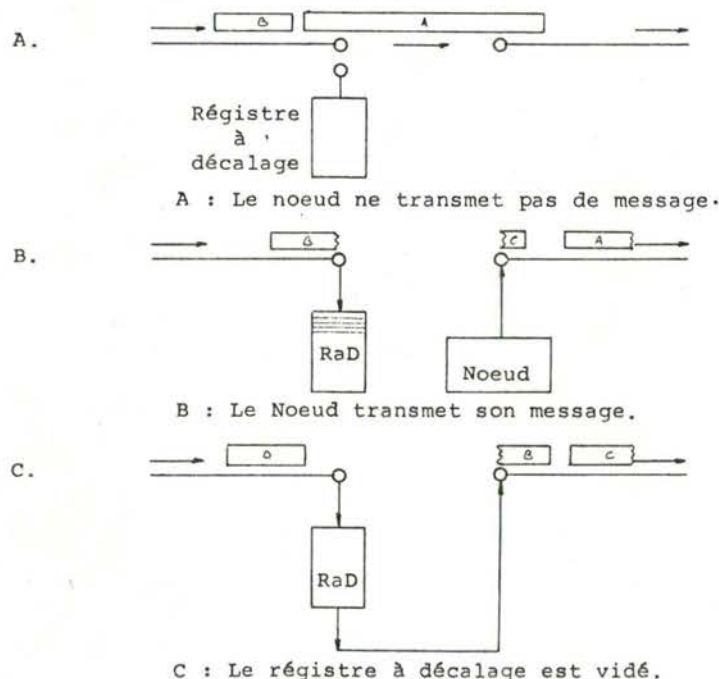 A.
B A
Régistre
à
décalage
A : Le noeud ne transmet pas de message.
B.
B C A
RaD
Noeud
B : Le Noeud transmet son message.
C.
D B C
RaD
C : Le régistre à décalage est vidé.